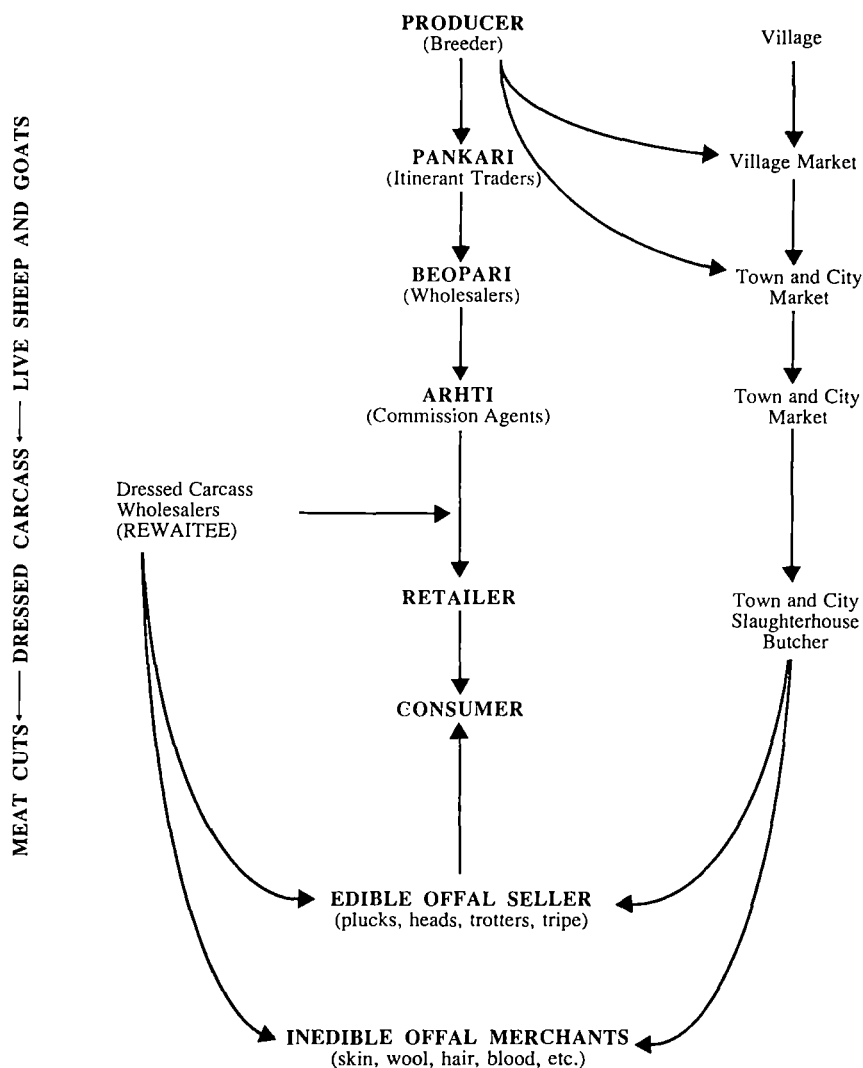 PRODUCER
(Breeder)
Village
PANKARI
(Itinerant Traders)
Village Market
BEOPARI
(Wholesalers)
Town and City
Market
ARHTI
(Commission Agents)
Town and City
Market
Dressed Carcass
Wholesalers
(REWAITEE)
RETAILER
Town and City
Slaughterhouse
Butcher
CONSUMER
EDIBLE OFFAL SELLER
(plucks, heads, trotters, tripe)
INEDIBLE OFFAL MERCHANTS
(skin, wool, hair, blood, etc.)
MEAT CUTS ← DRESSED CARCASS ← LIVE SHEEP AND GOATS